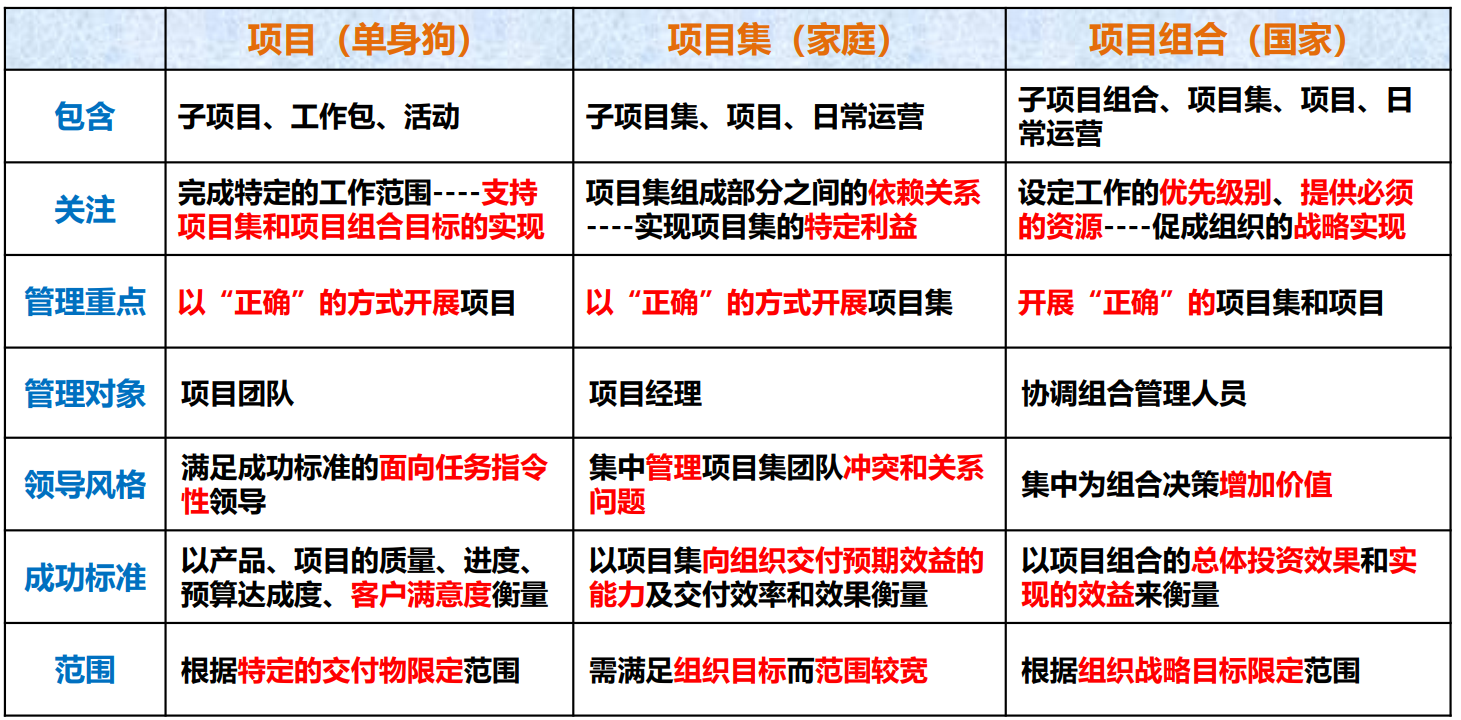 项目（单身狗） 项目集（家庭） 项目组合（国家）
包含 子项目、工作包、活动 子项目集、项目、日常运营 子项目组合、项目集、项目、日
常运营
关注 完成特定的工作范围----支持 项目集组成部分之间的依赖关系 设定工作的优先级别、提供必须
项目集和项目组合目标的实现 ----实现项目集的特定利益 的资源----促成组织的战略实现
管理重点 以“正确”的方式开展项目 以“正确”的方式开展项目集 开展“正确”的项目集和项目
管理对象 项目团队 项目经理 协调组合管理人员
领导风格 满足成功标准的面向任务指令 集中管理项目集团队冲突和关系 集中为组合决策增加价值
性领导 问题
成功标准 以产品、项目的质量、进度、 以项目集向组织交付预期效益的 以项目组合的总体投资效果和实
预算达成度、客户满意度衡量 能力及交付效率和效果衡量 现的效益来衡量
范围 根据特定的交付物限定范围 需满足组织目标而范围较宽 根据组织战略目标限定范围